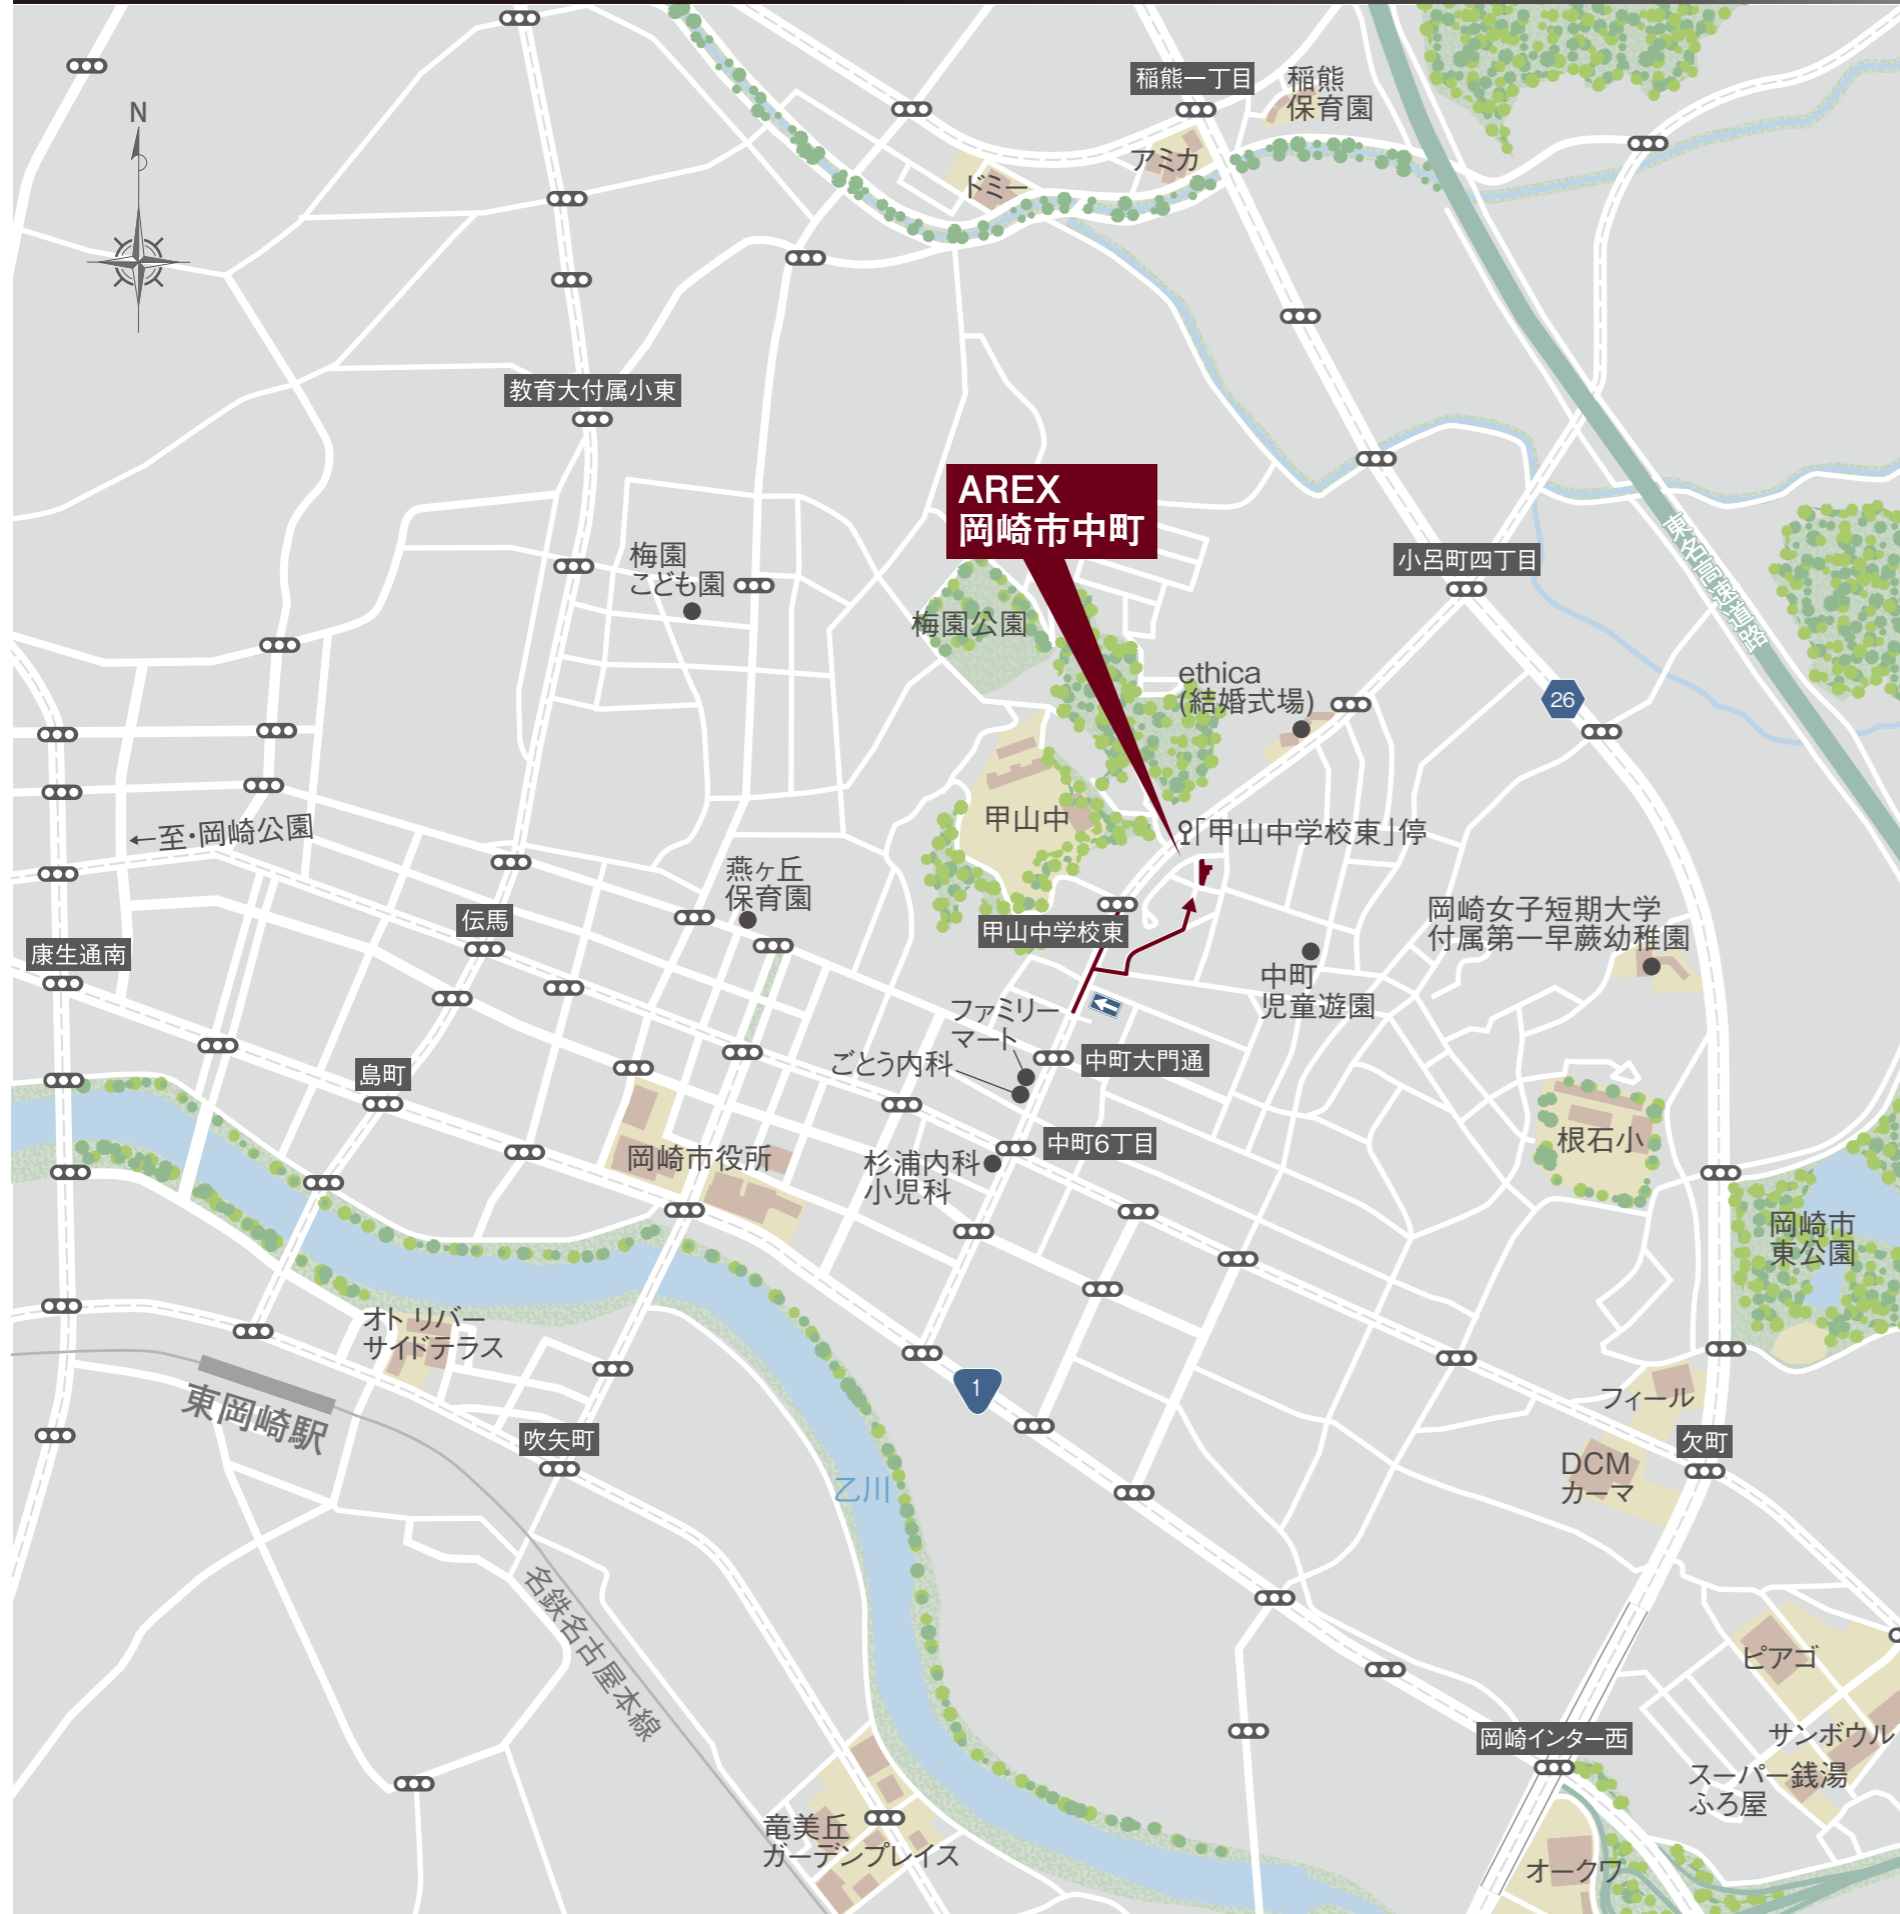 N
稲熊一丁目
稲熊
保育園
アミカ
ドミー
教育大付属小東
AREX
岡崎市中町
東名高速道路
小呂町四丁目
梅園
こども園
梅園公園
ethica
(結婚式場)
26
甲山中
「甲山中学校東」停
←至・岡崎公園
燕ヶ丘
保育園
伝馬
甲山中学校東
岡崎女子短期大学
付属第一早蕨幼稚園
康生通南
中町
児童遊園
ファミリー
マート
ごとう内科
中町大門通
島町
中町6丁目
岡崎市役所
杉浦内科
小児科
根石小
岡崎市
東公園
オト リバー
サイドテラス
東岡崎駅
1
フィール
吹矢町
欠町
DCM
カーマ
乙川
名鉄名古屋本線
ピアゴ
岡崎インター西
サンボウル
スーパー銭湯
ふろ屋
竜美丘
ガーデンプレイス
オークワ